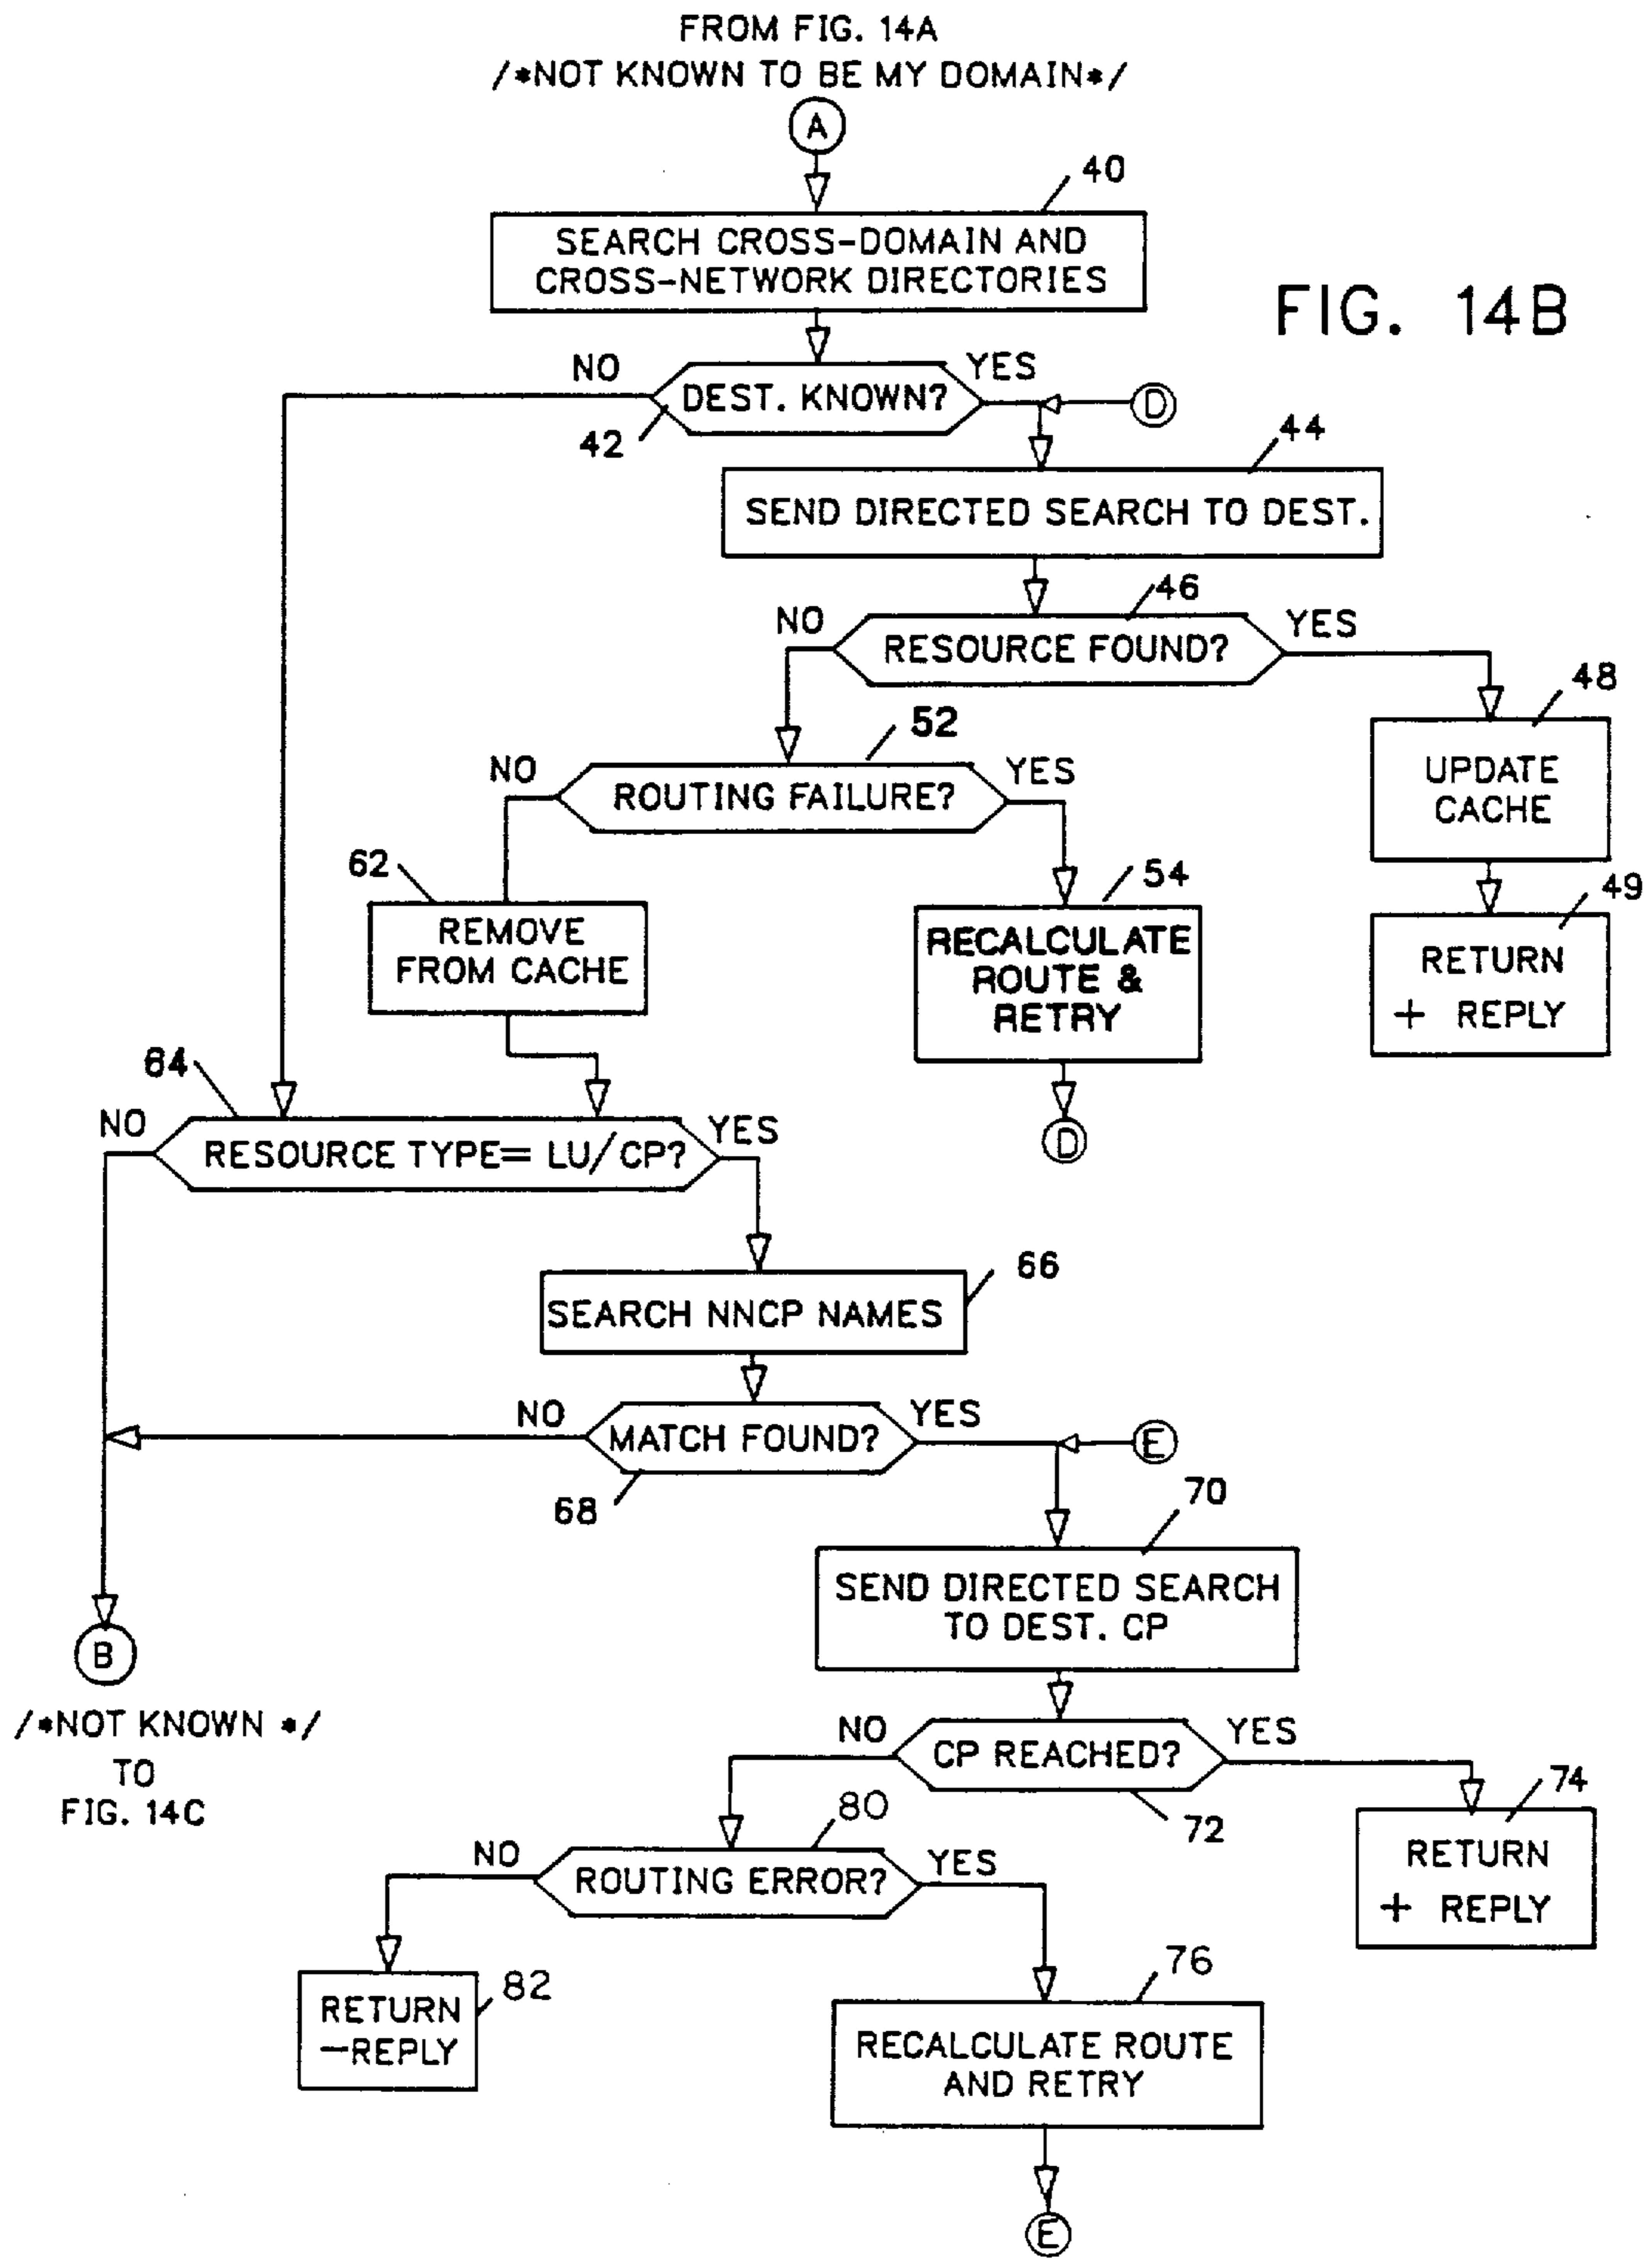 FROM FIG. 14A
/*NOT KNOWN TO BE MY DOMAIN*/
A
40
SEARCH CROSS-DOMAIN AND
CROSS-NETWORK DIRECTORIES
FIG. 14B
NO
DEST. KNOWN?
YES
D
42
44
SEND DIRECTED SEARCH TO DEST.
46
NO
RESOURCE FOUND?
YES
48
52
UPDATE
CACHE
NO
ROUTING FAILURE?
YES
62
54
49
REMOVE
FROM CACHE
RECALCULATE
ROUTE &
RETRY
RETURN
+ REPLY
64
D
NO
RESOURCE TYPE= LU/CP?
YES
66
SEARCH NNCP NAMES
NO
MATCH FOUND?
YES
E
68
70
SEND DIRECTED SEARCH
TO DEST. CP
B
/*NOT KNOWN */
TO
FIG. 14C
NO
CP REACHED?
YES
72
74
RETURN
+ REPLY
80
NO
ROUTING ERROR?
YES
76
82
RETURN
-REPLY
RECALCULATE ROUTE
AND RETRY
E